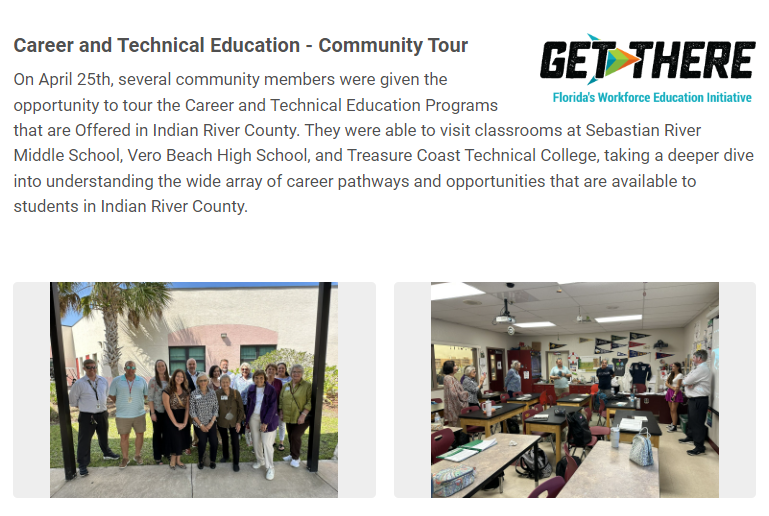 Career and Technical Education - Community Tour
GET THERE
Florida's Workforce Education Initiative
On April 25th, several community members were given the
opportunity to tour the Career and Technical Education Programs
that are Offered in Indian River County. They were able to visit classrooms at Sebastian River
Middle School, Vero Beach High School, and Treasure Coast Technical College, taking a deeper dive
into understanding the wide array of career pathways and opportunities that are available to
students in Indian River County.